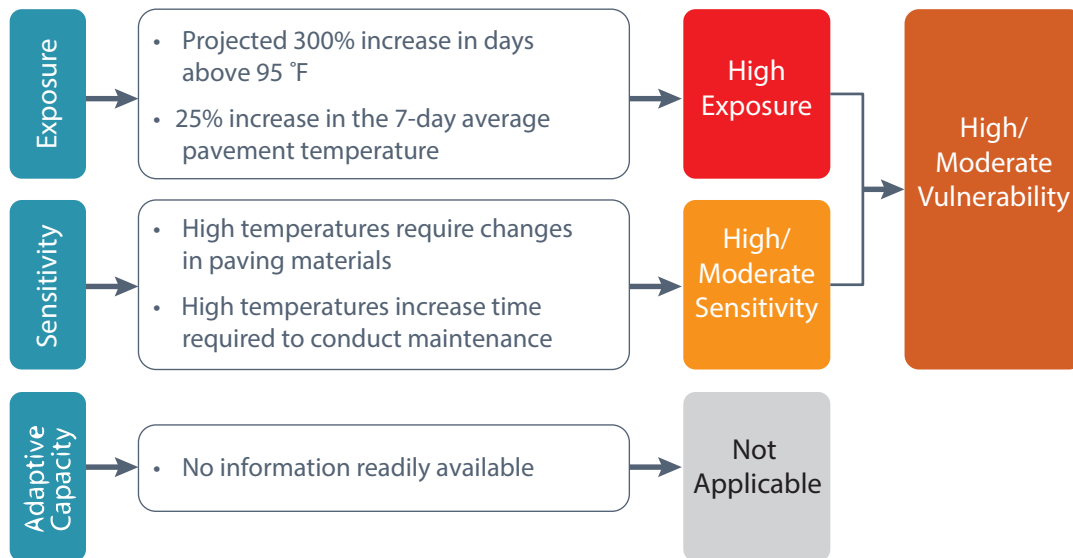 Exposure
• Projected 300% increase in days
above 95 °F
• 25% increase in the 7-day average
pavement temperature
High
Exposure
High/
Moderate
Vulnerability
Sensitivity
• High temperatures require changes
in paving materials
• High temperatures increase time
required to conduct maintenance
High/
Moderate
Sensitivity
Adaptive
Capacity
• No information readily available
Not
Applicable